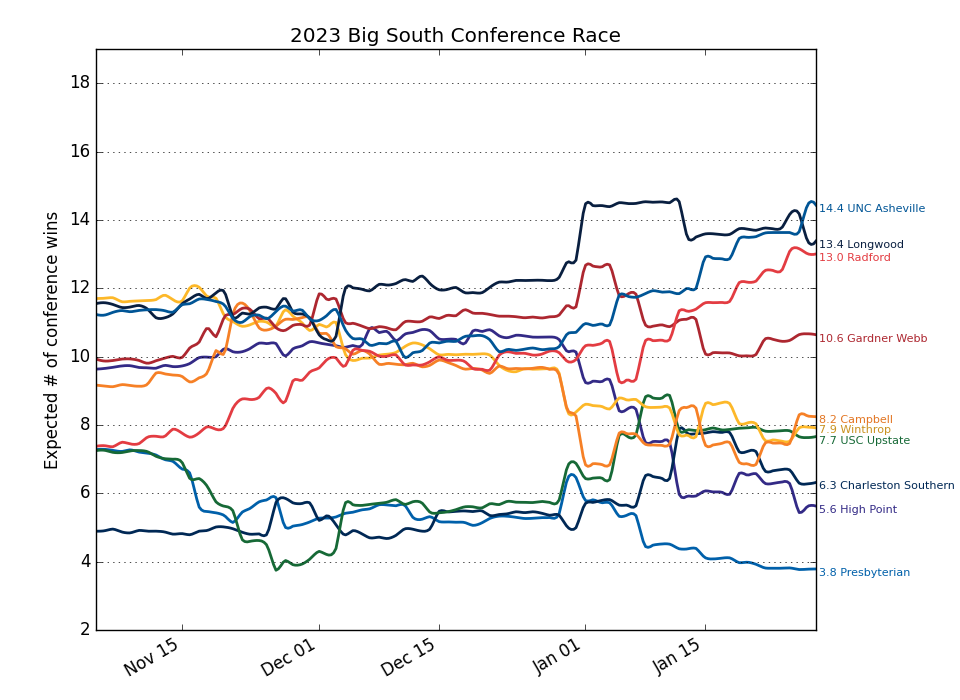 2023 Big South Conference Race
Expected # of conference wins
18
16
14
12
10
8
6
4
2
Nov 15
Dec 01
Dec 15
Jan 01
Jan 15
14.4 UNC Asheville
13.4 Longwood
13.0 Radford
10.6 Gardner Webb
8.2 Campbell
7.9 Winthrop
7.7 USC Upstate
6.3 Charleston Southern
5.6 High Point
3.8 Presbyterian